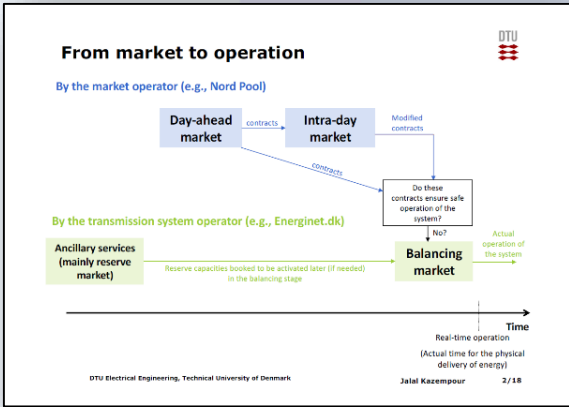 DTU
From market to operation
By the market operator (e.g., Nord Pool)
Day-ahead
market
contracts
Intra-day
market
Modified
contracts
contracts
Do these
contracts ensure safe
operation of the
system?
No?
By the transmission system operator (e.g., Energinet.dk)
Ancillary services
(mainly reserve
market)
Reserve capacities booked to be activated later (if needed)
in the balancing stage
Balancing
market
Actual
operation of
the system
Time
Real-time operation
(Actual time for the physical
delivery of energy)
DTU Electrical Engineering, Technical University of Denmark
Jalal Kazempour
2/18